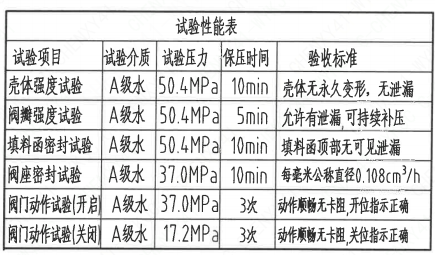 试验性能表
试验项目 试验介质 试验压力 保压时间 验收标准
壳体强度试验 A级水 50.4MPa 10min 壳体无永久变形，无泄漏
阀瓣强度试验 A级水 50.4MPa 5min 允许有泄漏,可持续补压
填料函密封试验 A级水 50.4MPa 10min 填料函顶部无可见泄漏
阀座密封试验 A级水 37.0MPa 10min 每毫米公称直径0.108cm³/h
阀门动作试验(开启) A级水 37.0MPa 3次 动作顺畅无卡阻,开位指示正确
阀门动作试验(关闭) A级水 17.2MPa 3次 动作顺畅无卡阻,关位指示正确